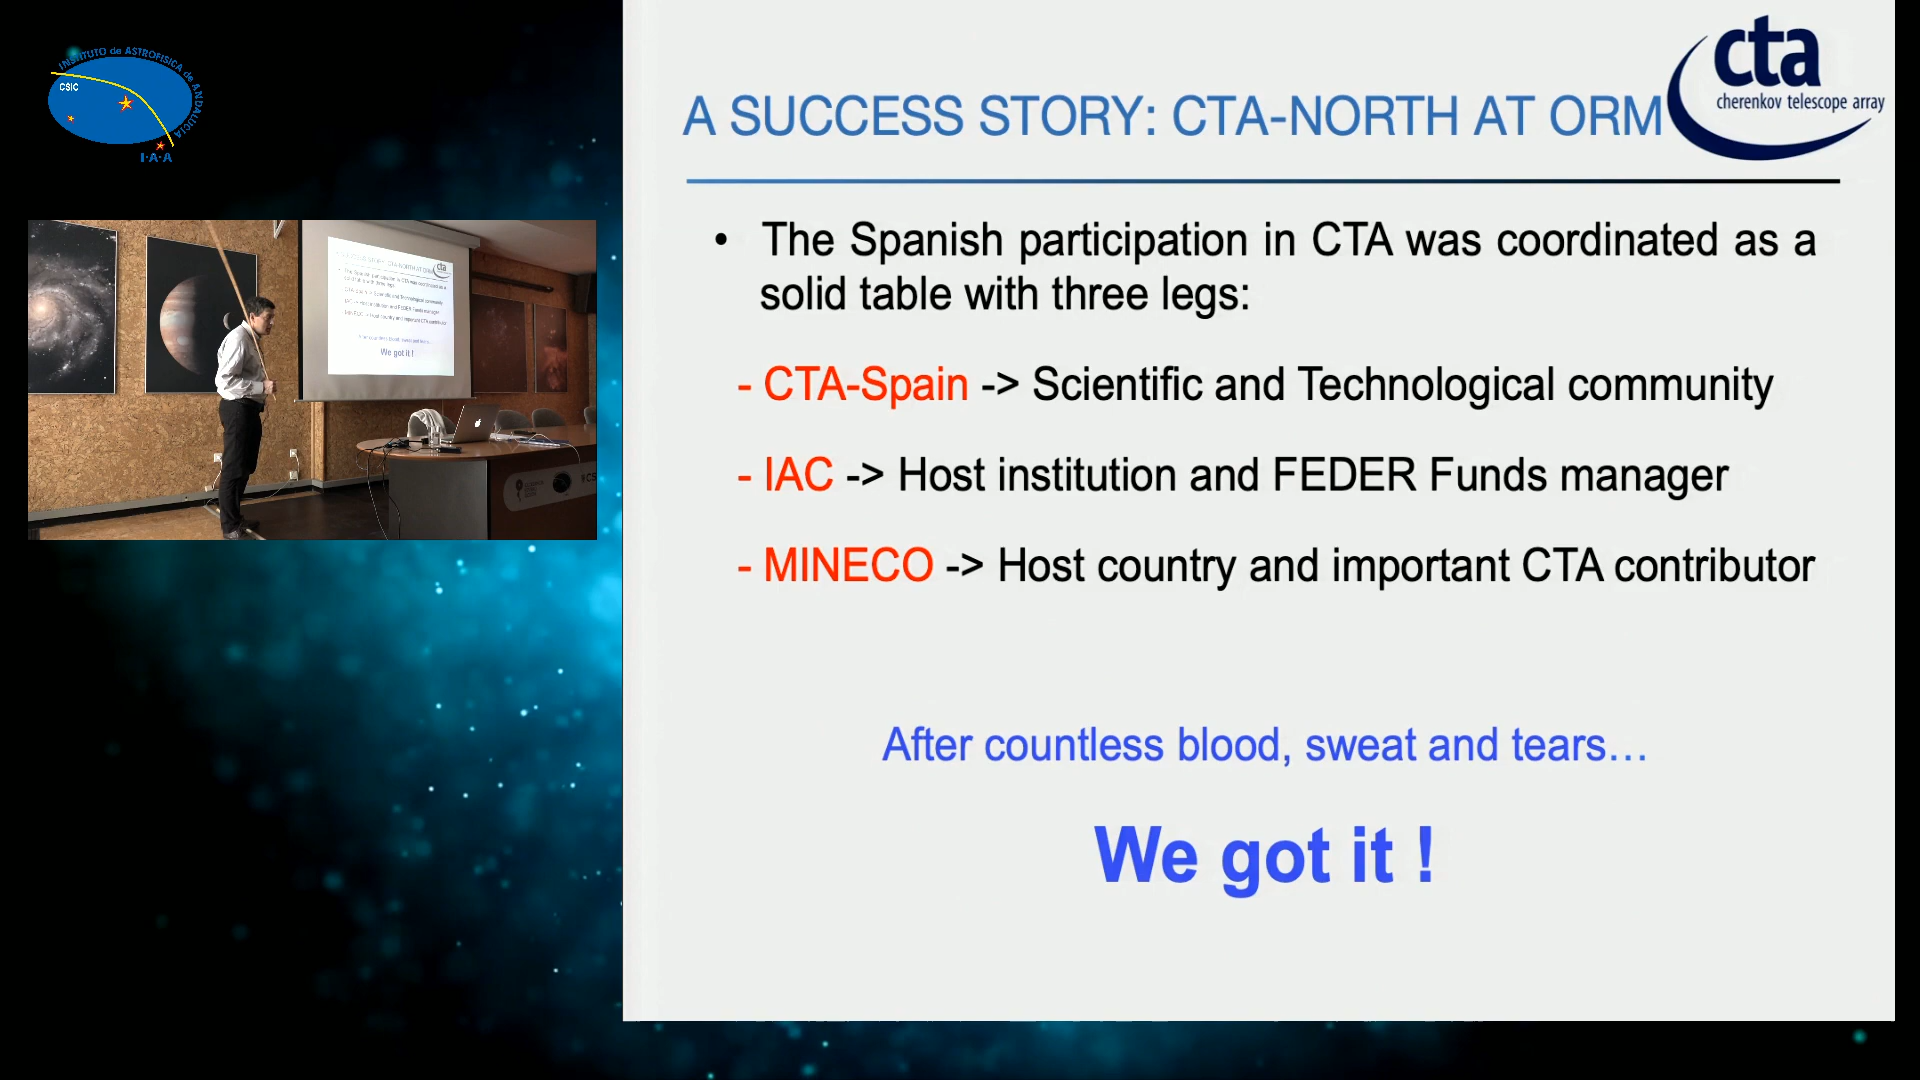 INSTITUTO de ASTROFISICA de ANDALUCIA
CSIC
I·A·A
cta
cherenkov telescope array
A SUCCESS STORY: CTA-NORTH AT ORM
• The Spanish participation in CTA was coordinated as a
solid table with three legs:
- CTA-Spain -> Scientific and Technological community
- IAC -> Host institution and FEDER Funds manager
- MINECO -> Host country and important CTA contributor
After countless blood, sweat and tears…
We got it !